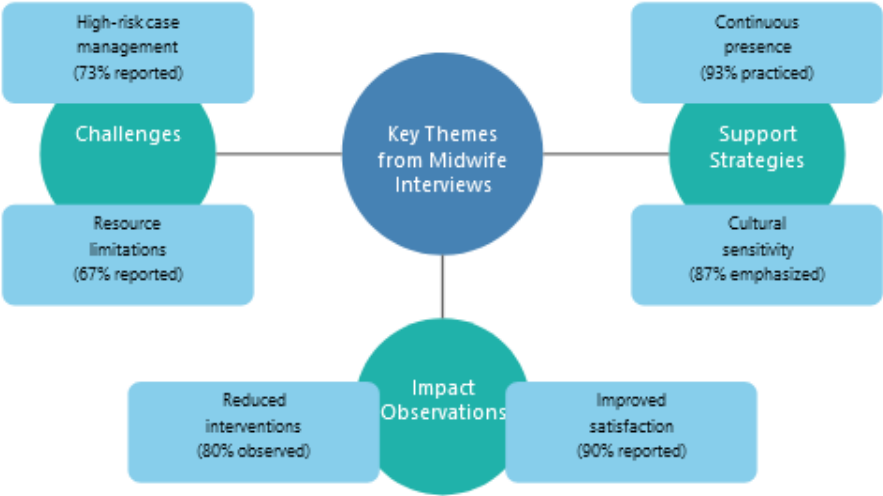 High-risk case
management
(73% reported)
Challenges
Resource
limitations
(67% reported)
Key Themes
from Midwife
Interviews
Continuous
presence
(93% practiced)
Support
Strategies
Cultural
sensitivity
(87% emphasized)
Impact
Observations
Reduced
interventions
(80% observed)
Improved
satisfaction
(90% reported)